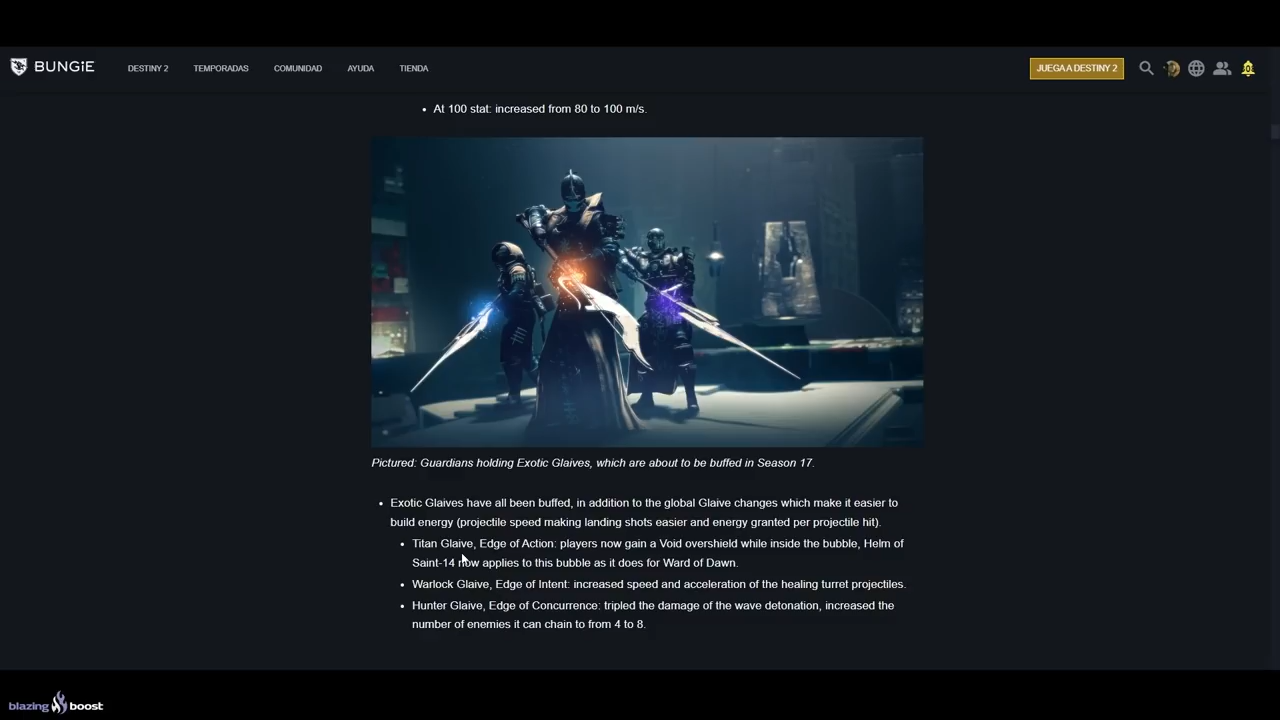 BUNGiE
DESTINY 2
TEMPORADAS
COMUNIDAD
AYUDA
TIENDA
JUEGA A DESTINY 2
At 100 stat: increased from 80 to 100 m/s.
Pictured: Guardians holding Exotic Glaives, which are about to be buffed in Season 17.
Exotic Glaives have all been buffed, in addition to the global Glaive changes which make it easier to
build energy (projectile speed making landing shots easier and energy granted per projectile hit).
Titan Glaive, Edge of Action: players now gain a Void overshield while inside the bubble, Helm of
Saint-14 now applies to this bubble as it does for Ward of Dawn.
Warlock Glaive, Edge of Intent: increased speed and acceleration of the healing turret projectiles.
Hunter Glaive, Edge of Concurrence: tripled the damage of the wave detonation, increased the
number of enemies it can chain to from 4 to 8.
blazing boost